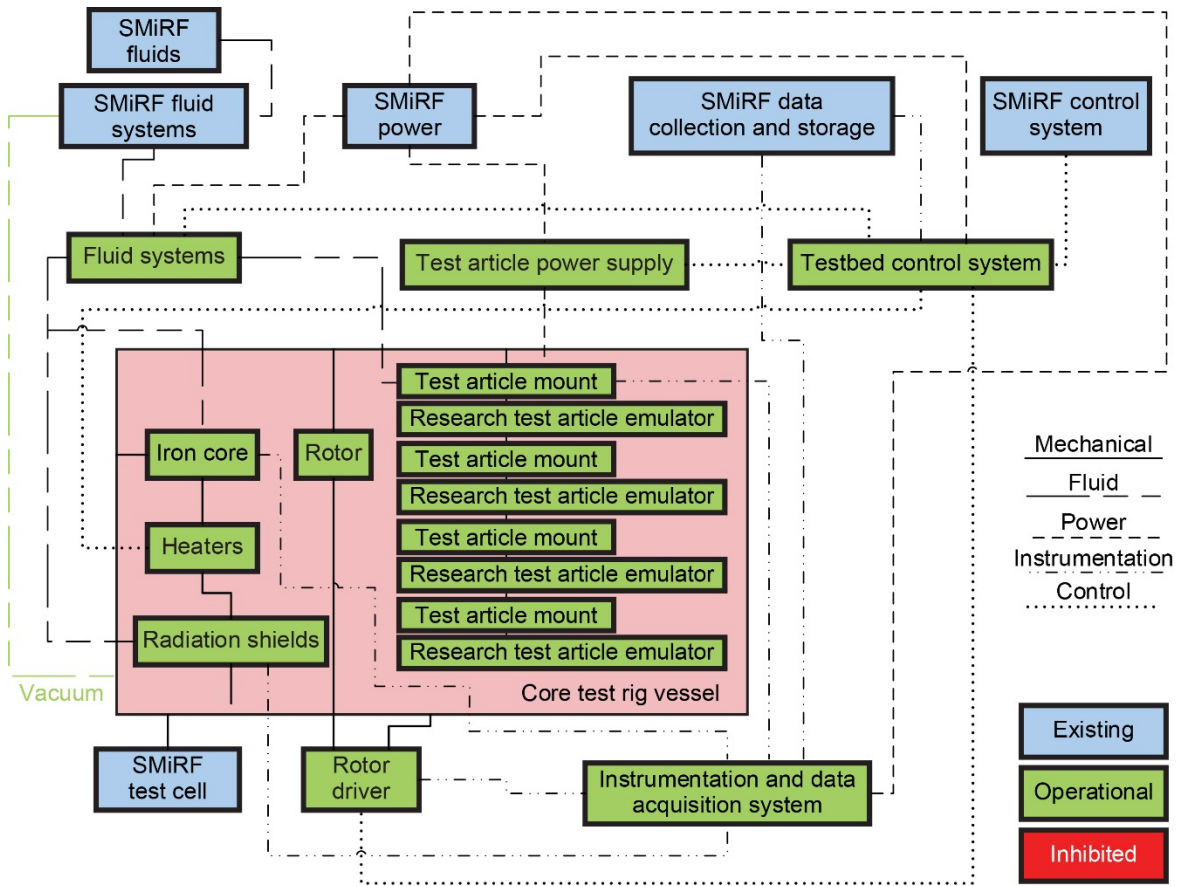 SMiRF
fluids
SMiRF fluid
systems
SMiRF
power
SMiRF data
collection and storage
SMiRF control
system
Fluid systems
Test article power supply
Testbed control system
Test article mount
Research test article emulator
Iron core
Rotor
Test article mount
Research test article emulator
Heaters
Test article mount
Research test article emulator
Radiation shields
Test article mount
Research test article emulator
Vacuum
Core test rig vessel
SMiRF
test cell
Rotor
driver
Instrumentation and data
acquisition system
Mechanical
Fluid
Power
Instrumentation
Control
Existing
Operational
Inhibited